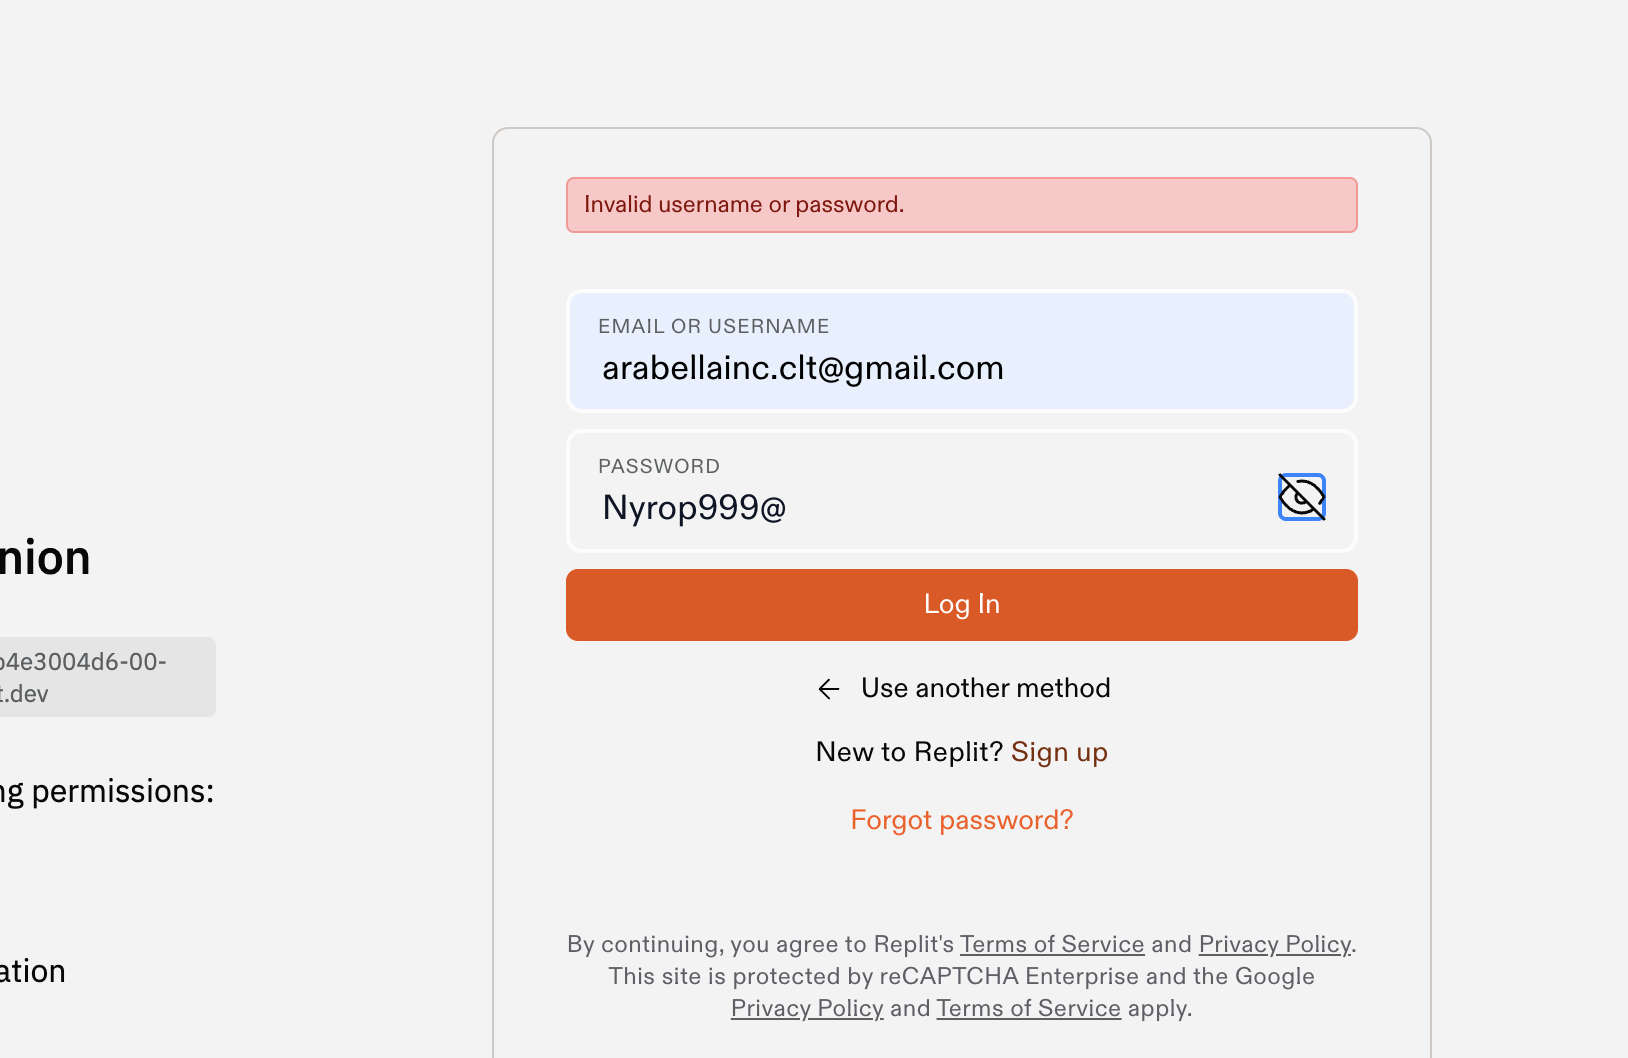 Invalid username or password.
EMAIL OR USERNAME
arabellainc.clt@gmail.com
PASSWORD
Nyrop999@
Log In
← Use another method
New to Replit? Sign up
Forgot password?
By continuing, you agree to Replit's Terms of Service and Privacy Policy.
This site is protected by reCAPTCHA Enterprise and the Google
Privacy Policy and Terms of Service apply.
nion
4e3004d6-00-
t.dev
ng permissions:
ation